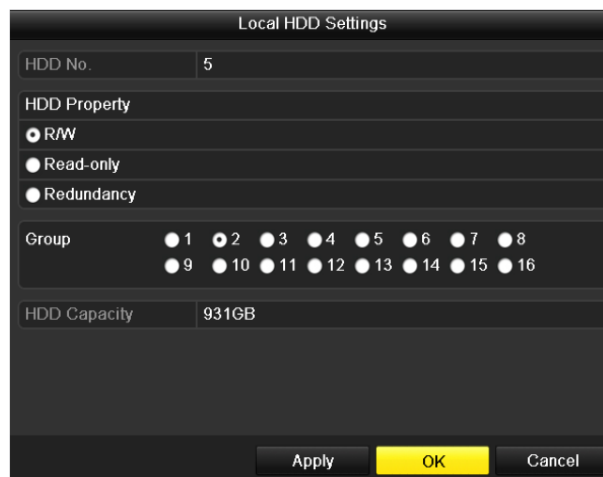 Local HDD Settings
HDD No. 5
HDD Property
R/W
Read-only
Redundancy
Group 1 2 3 4 5 6 7 8
9 10 11 12 13 14 15 16
HDD Capacity 931GB
Apply OK Cancel